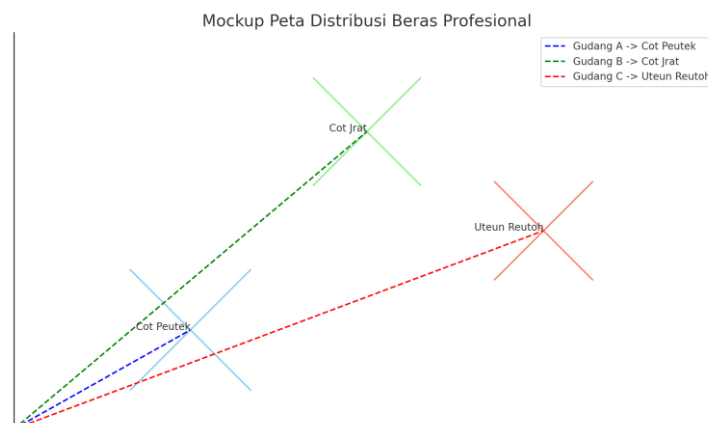 Mockup Peta Distribusi Beras Profesional
Gudang A -> Cot Peutek
Gudang B -> Cot Jrat
Gudang C -> Uteun Reutoh
Cot Jrat
Uteun Reutoh
Cot Peutek